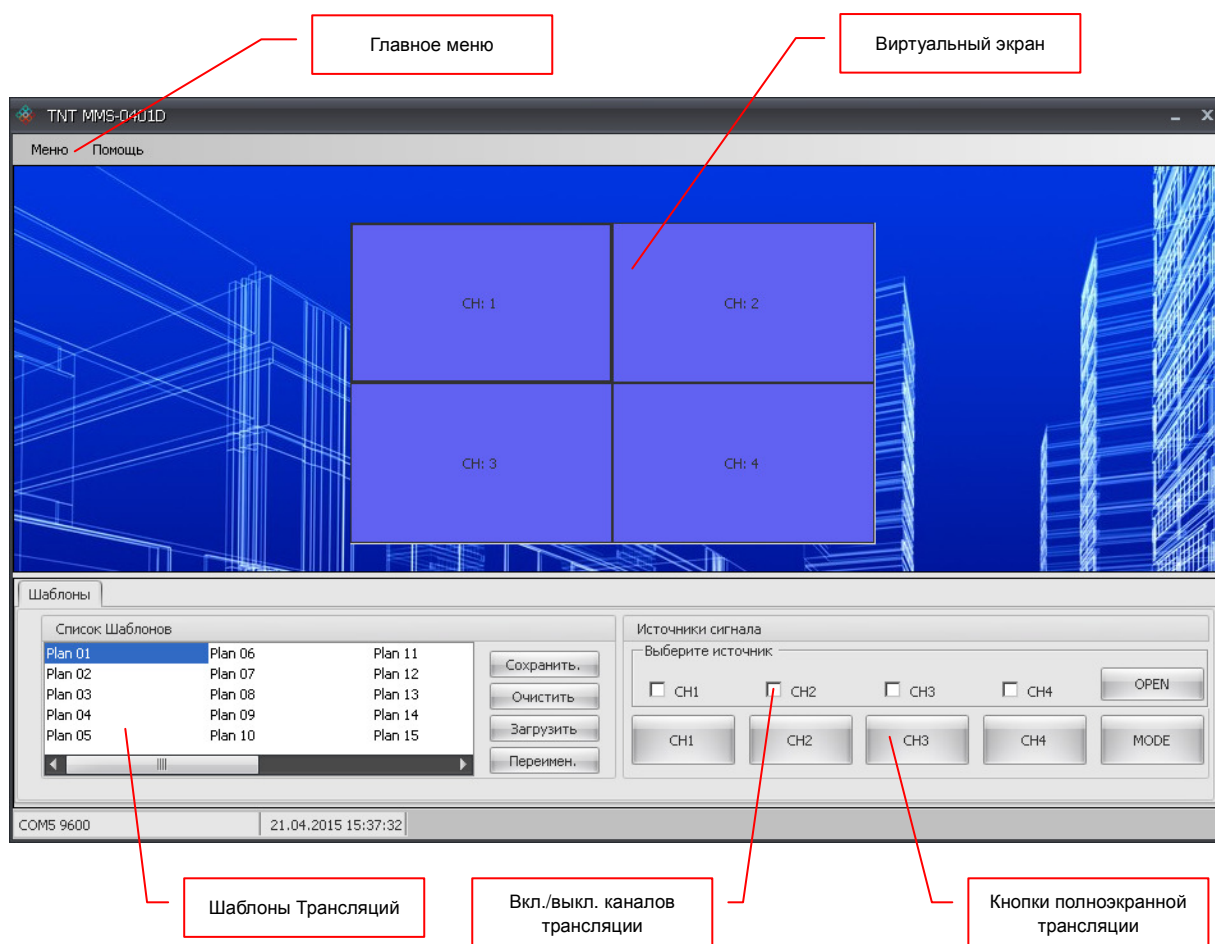 Главное меню
Виртуальный экран
TNT MMS-0401D
Меню Помощь
CH: 1
CH: 2
CH: 3
CH: 4
Шаблоны
Список Шаблонов
Plan 01 Plan 06 Plan 11
Plan 02 Plan 07 Plan 12
Plan 03 Plan 08 Plan 13
Plan 04 Plan 09 Plan 14
Plan 05 Plan 10 Plan 15
Сохранить.
Очистить
Загрузить
Переимен.
Источники сигнала
Выберите источник
CH1 CH2 CH3 CH4 OPEN
CH1 CH2 CH3 CH4 MODE
COM5 9600 21.04.2015 15:37:32
Шаблоны Трансляций
Вкл./выкл. каналов
трансляции
Кнопки полноэкранной
трансляции